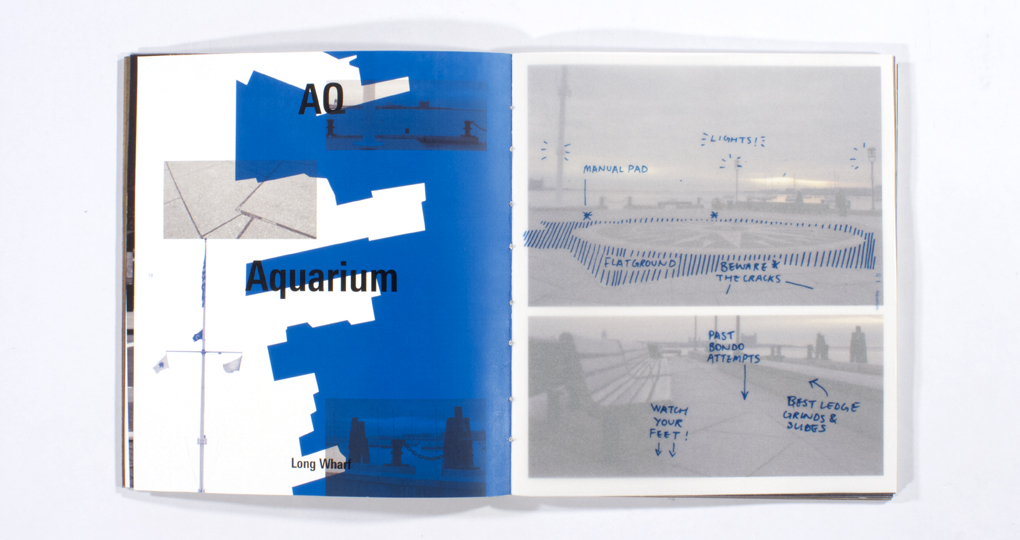 AQ
Aquarium
Long Wharf
LIGHTS!
MANUAL PAD
FLATGROUND
BEWARE
THE CRACKS
PAST
BONDO
ATTEMPTS
BEST LEDGE
GRINDS &
SLIDES
WATCH
YOUR
FEET!